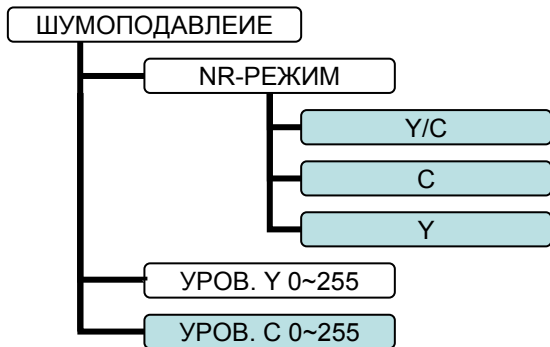 ШУМОПОДАВЛЕИЕ
NR-РЕЖИМ
Y/C
C
Y
УРОВ. Y 0~255
УРОВ. C 0~255